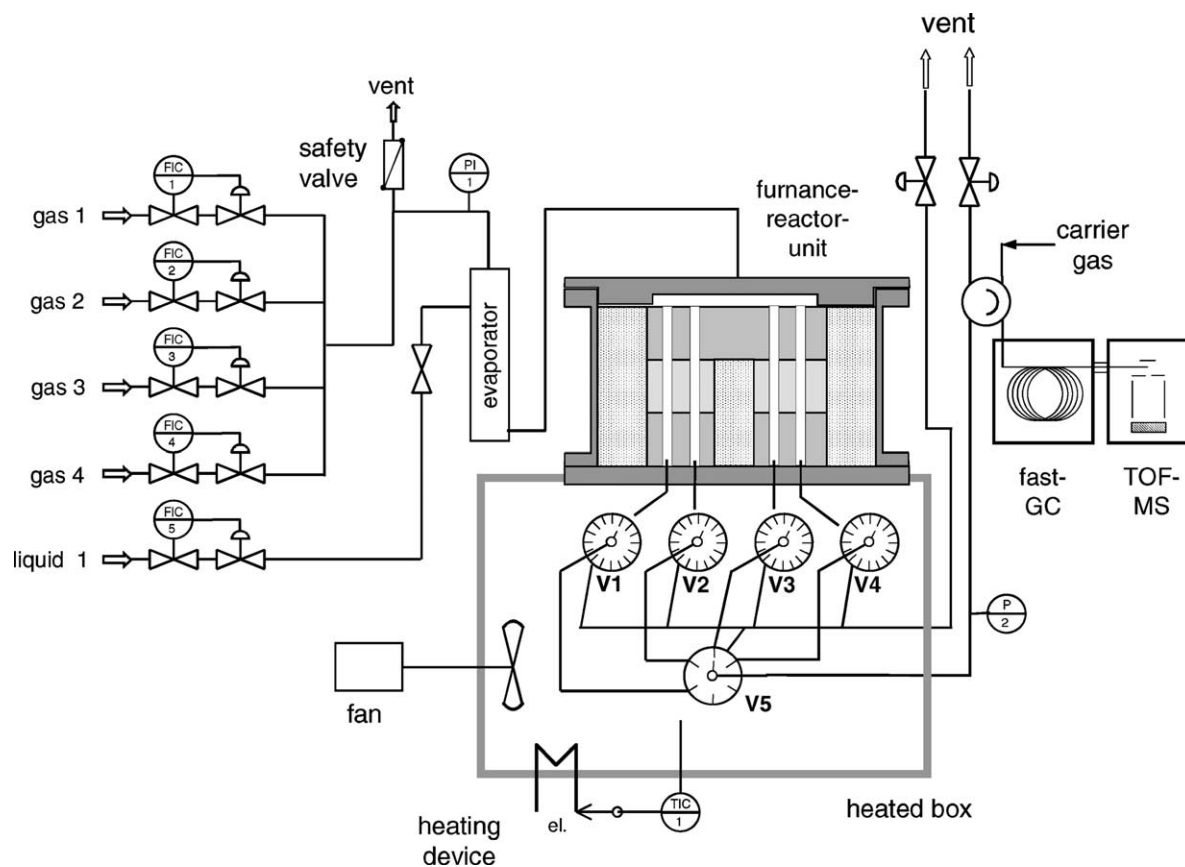 vent
vent
safety
valve
PI
1
furnance-
reactor-
unit
FIC
1
gas 1
FIC
2
gas 2
FIC
3
gas 3
FIC
4
gas 4
FIC
5
liquid 1
evaporator
carrier
gas
fast-
GC
TOF-
MS
V1
V2
V3
V4
V5
P
2
fan
heating
device
el.
TIC
1
heated box